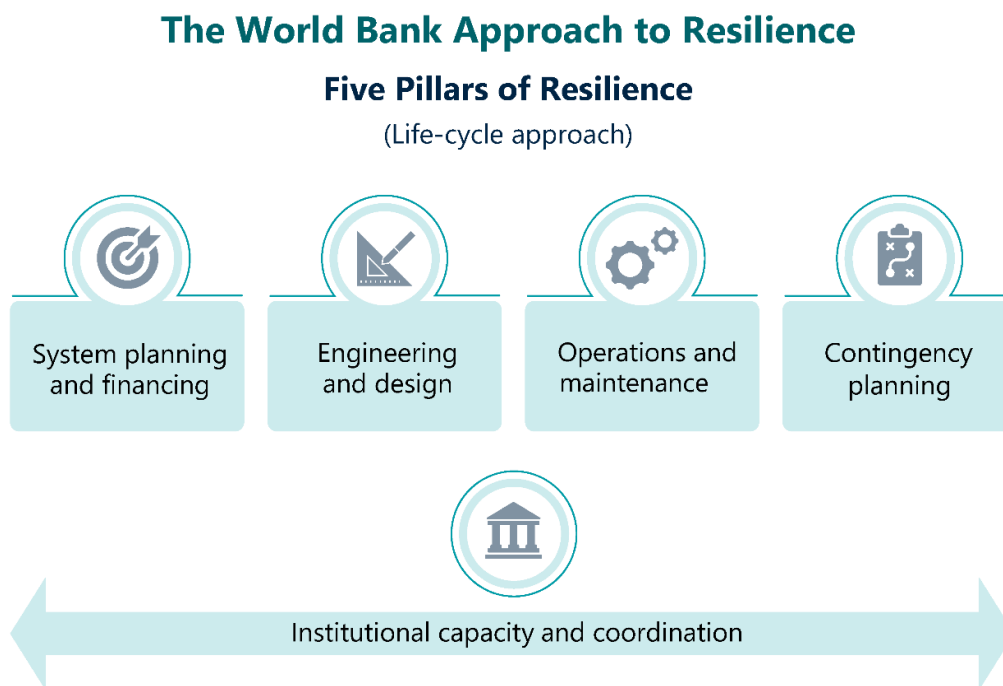 The World Bank Approach to Resilience
Five Pillars of Resilience
(Life-cycle approach)
System planning
and financing
Engineering
and design
Operations and
maintenance
Contingency
planning
Institutional capacity and coordination